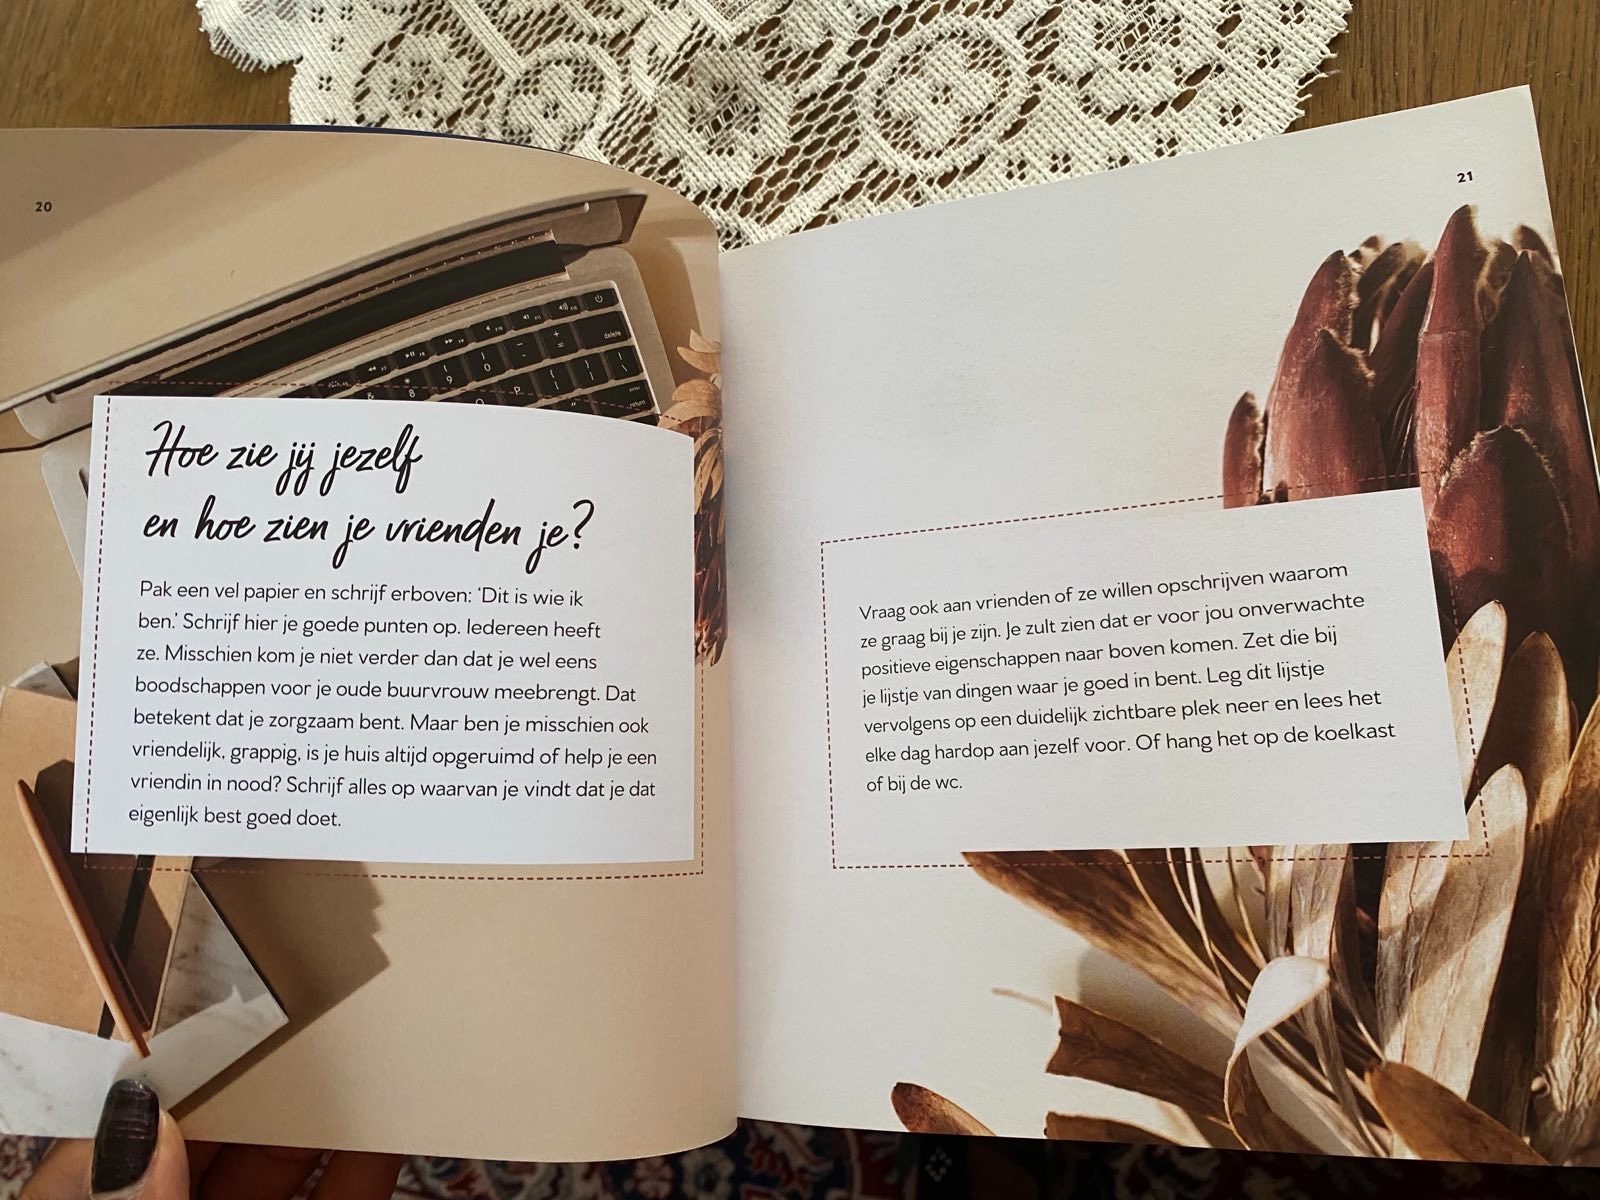 20
delete
Hoe zie jij jezelf
en hoe zien je vrienden je?
Pak een vel papier en schrijf erboven: 'Dit is wie ik
ben.' Schrijf hier je goede punten op. Iedereen heeft
ze. Misschien kom je niet verder dan dat je wel eens
boodschappen voor je oude buurvrouw meebrengt. Dat
betekent dat je zorgzaam bent. Maar ben je misschien ook
vriendelijk, grappig, is je huis altijd opgeruimd of help je een
vriendin in nood? Schrijf alles op waarvan je vindt dat je dat
eigenlijk best goed doet.
21
Vraag ook aan vrienden of ze willen opschrijven waarom
ze graag bij je zijn. Je zult zien dat er voor jou onverwachte
positieve eigenschappen naar boven komen. Zet die bij
je lijstje van dingen waar je goed in bent. Leg dit lijstje
vervolgens op een duidelijk zichtbare plek neer en lees het
elke dag hardop aan jezelf voor. Of hang het op de koelkast
of bij de wc.